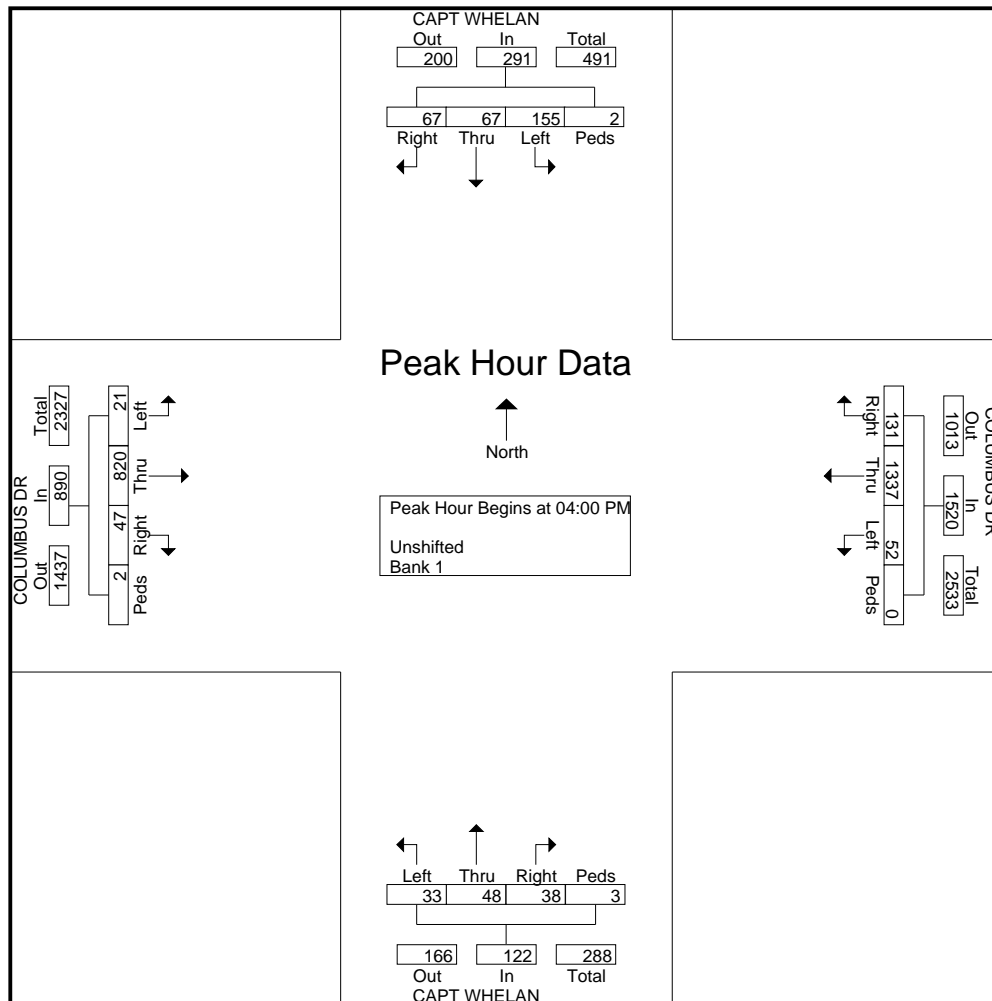 CAPT WHELAN
Out In Total
200 291 491
67 67 155 2
Right Thru Left Peds
Peak Hour Data
North
Peak Hour Begins at 04:00 PM
Unshifted
Bank 1
COLUMBUS DR
Total In Out
2327 890 1437
21 820 47 2
Left Thru Right Peds
COLUMBUS DR
Out In Total
1013 1520 2533
131 1337 52 0
Right Thru Left Peds
Left Thru Right Peds
33 48 38 3
166 122 288
Out In Total
CAPT WHELAN